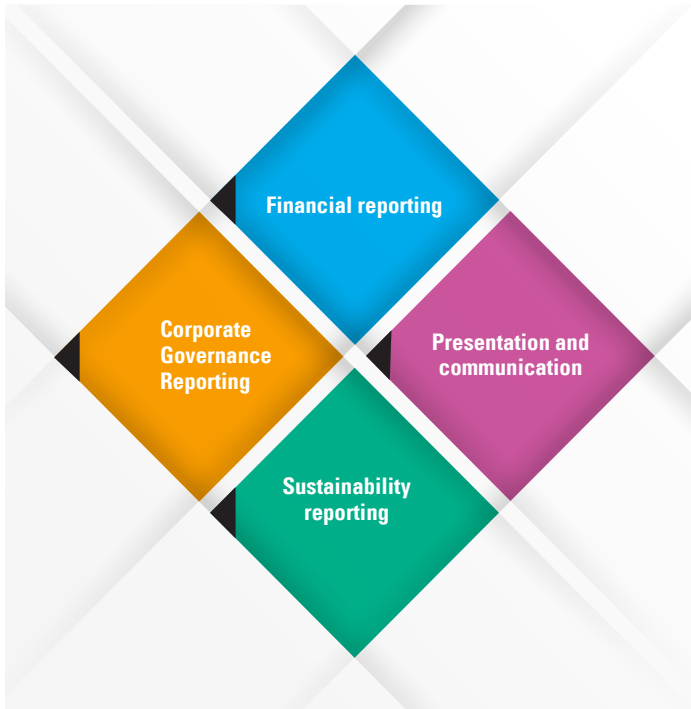 Financial reporting
Corporate
Governance
Reporting
Presentation and
communication
Sustainability
reporting